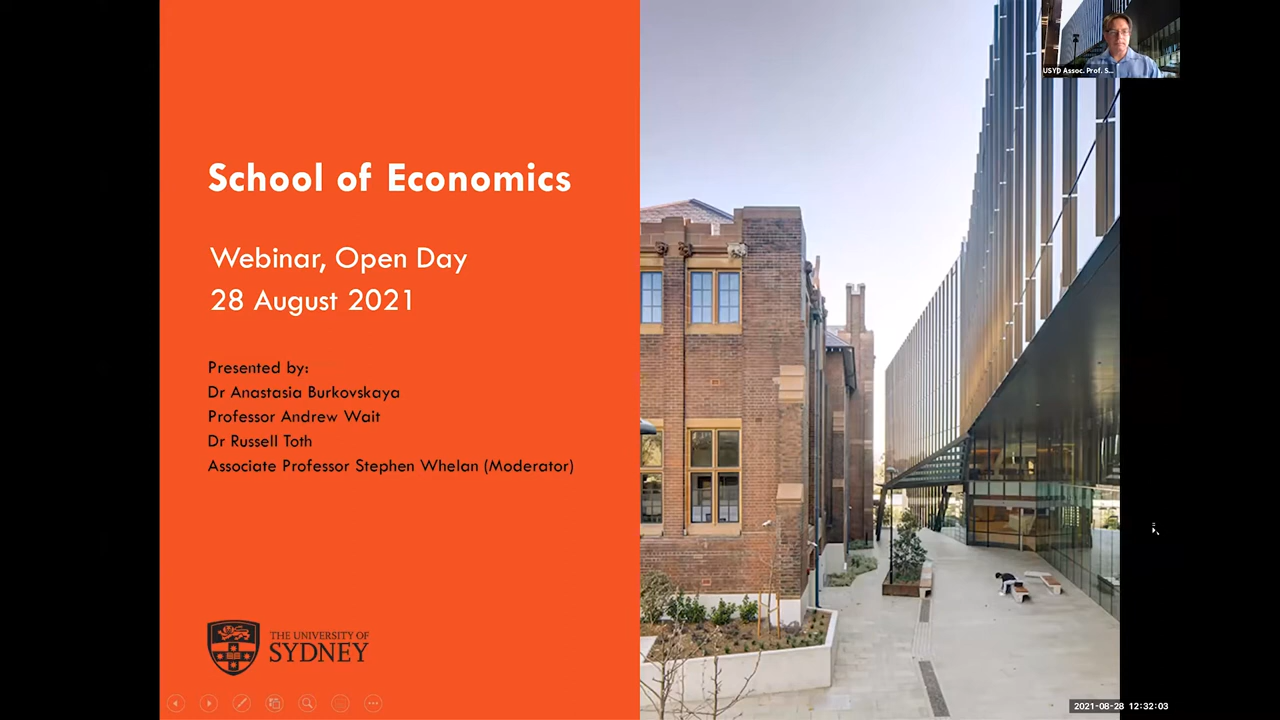 School of Economics
Webinar, Open Day
28 August 2021
Presented by:
Dr Anastasia Burkovskaya
Professor Andrew Wait
Dr Russell Toth
Associate Professor Stephen Whelan (Moderator)
THE UNIVERSITY OF
SYDNEY
USYD Assoc. Prof. S...
2021-08-28 12:32:03